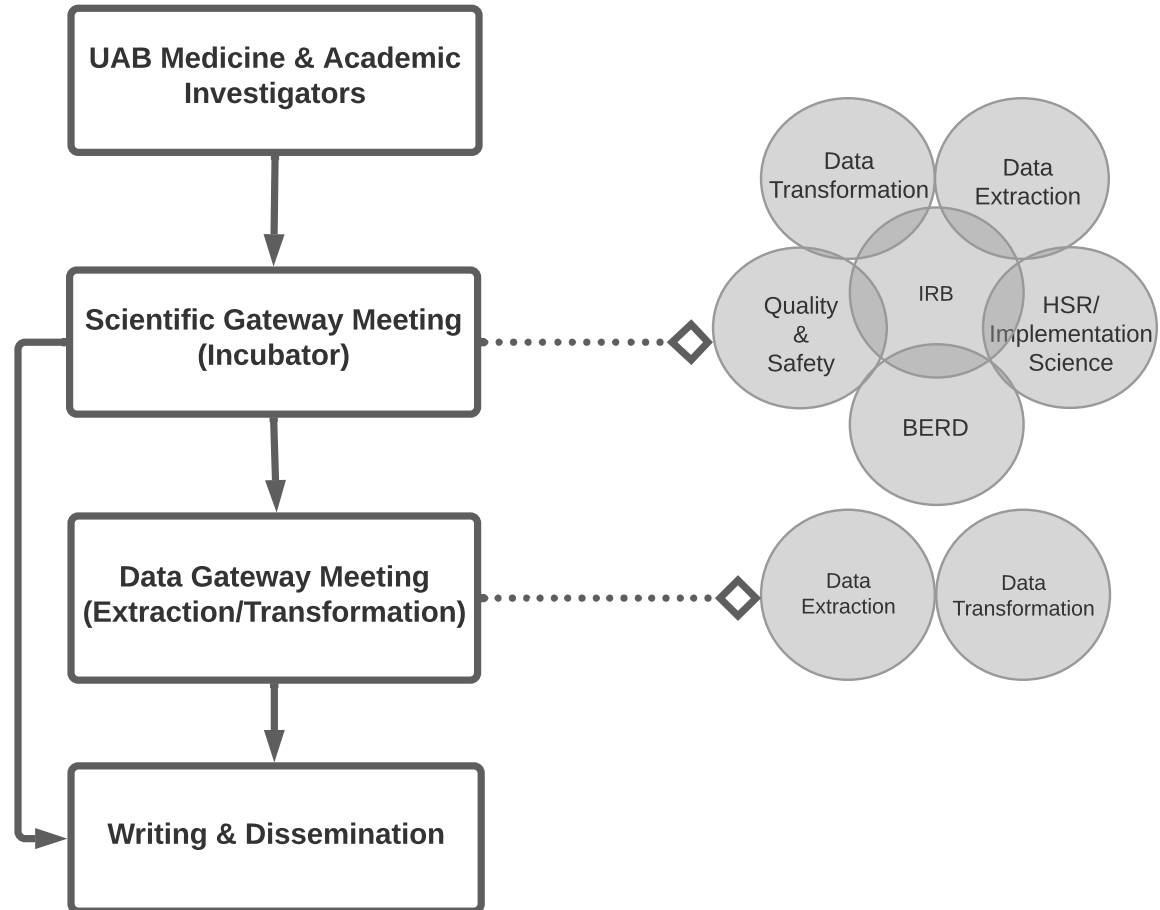 UAB Medicine & Academic
Investigators
Data
Transformation
Data
Extraction
Scientific Gateway Meeting
(Incubator)
Quality
&
Safety
IRB
HSR/
Implementation
Science
BERD
Data Gateway Meeting
(Extraction/Transformation)
Data
Extraction
Data
Transformation
Writing & Dissemination